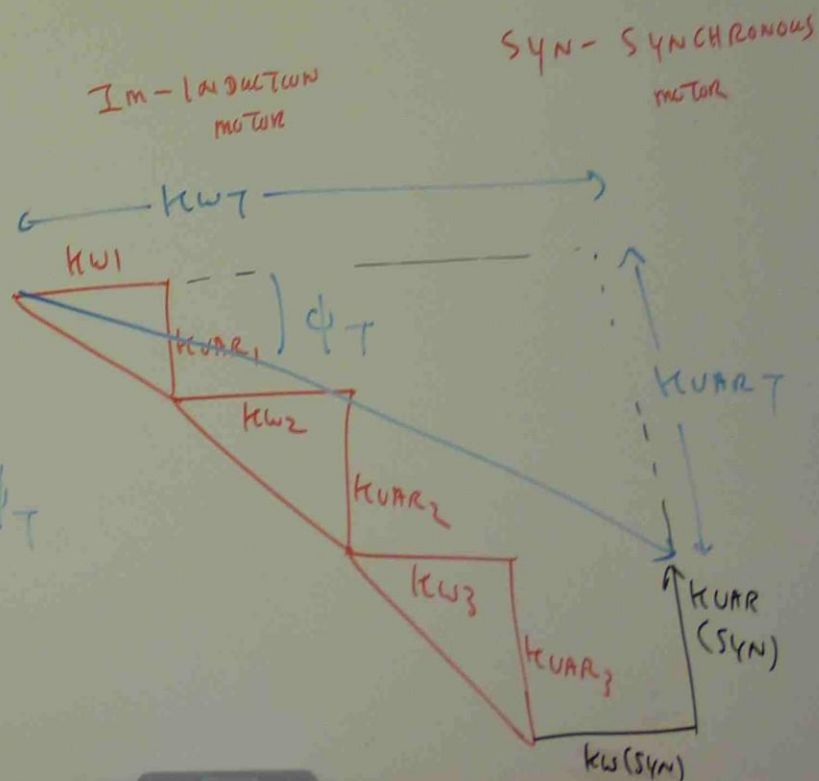 SYN - SYNCHRONOUS
MOTOR
Im - INDUCTION
MOTOR
KWT
KW1
KVAR1
ϕT
KVART
KW2
KVAR2
ϕT
KW3
KVAR
(SYN)
KVAR3
KW(SYN)